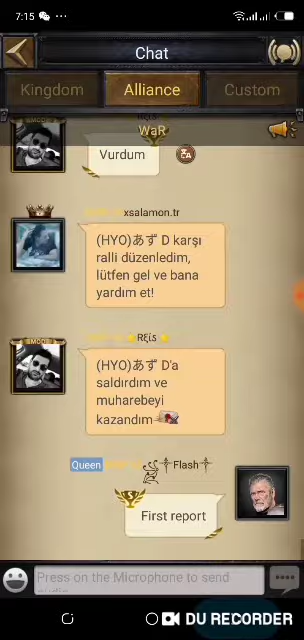 7:15
Chat
Kingdom
Alliance
Custom
WaR
Vurdum
xsalamon.tr
(HYO)あず D karşı
ralli düzenledim,
lütfen gel ve bana
yardım et!
(HYO)あず D'a
saldırdım ve
muharebeyi
kazandım
Queen
Flash
First report
Press on the Microphone to send
DU RECORDER